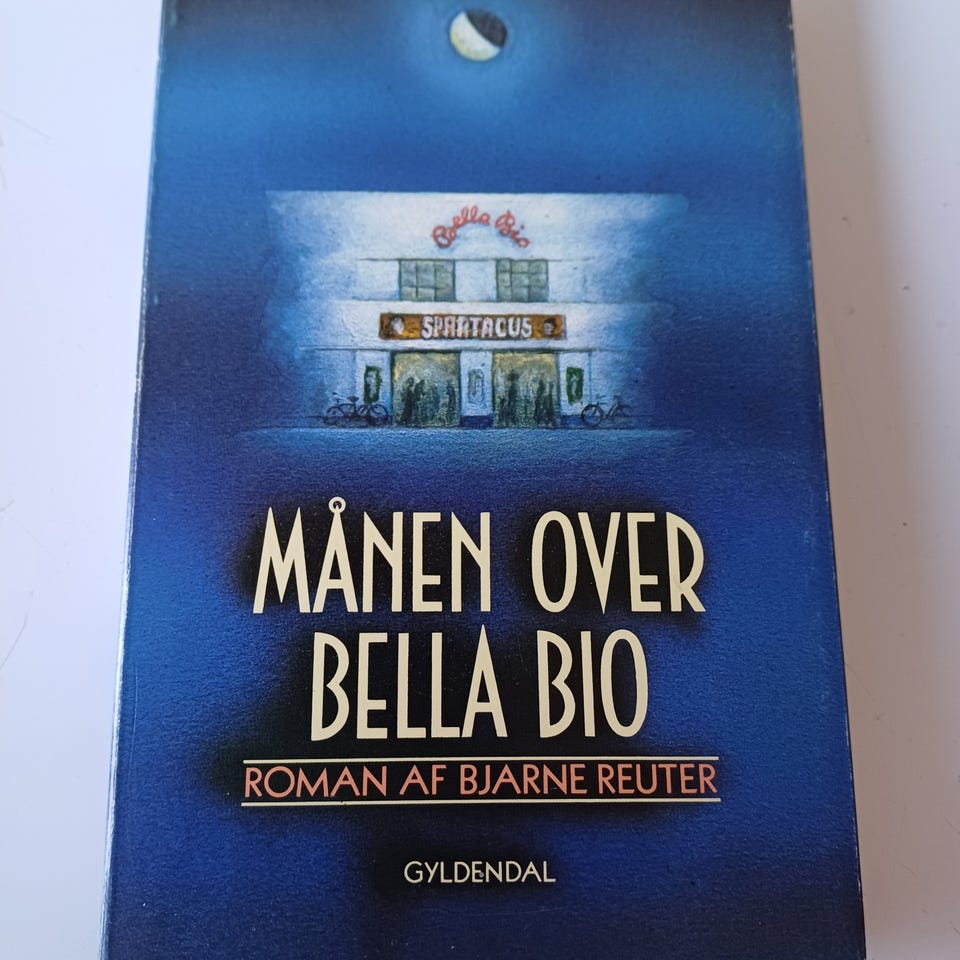 Bella Bio
SPARTACUS
MÅNEN OVER
BELLA BIO
ROMAN AF BJARNE REUTER
GYLDENDAL